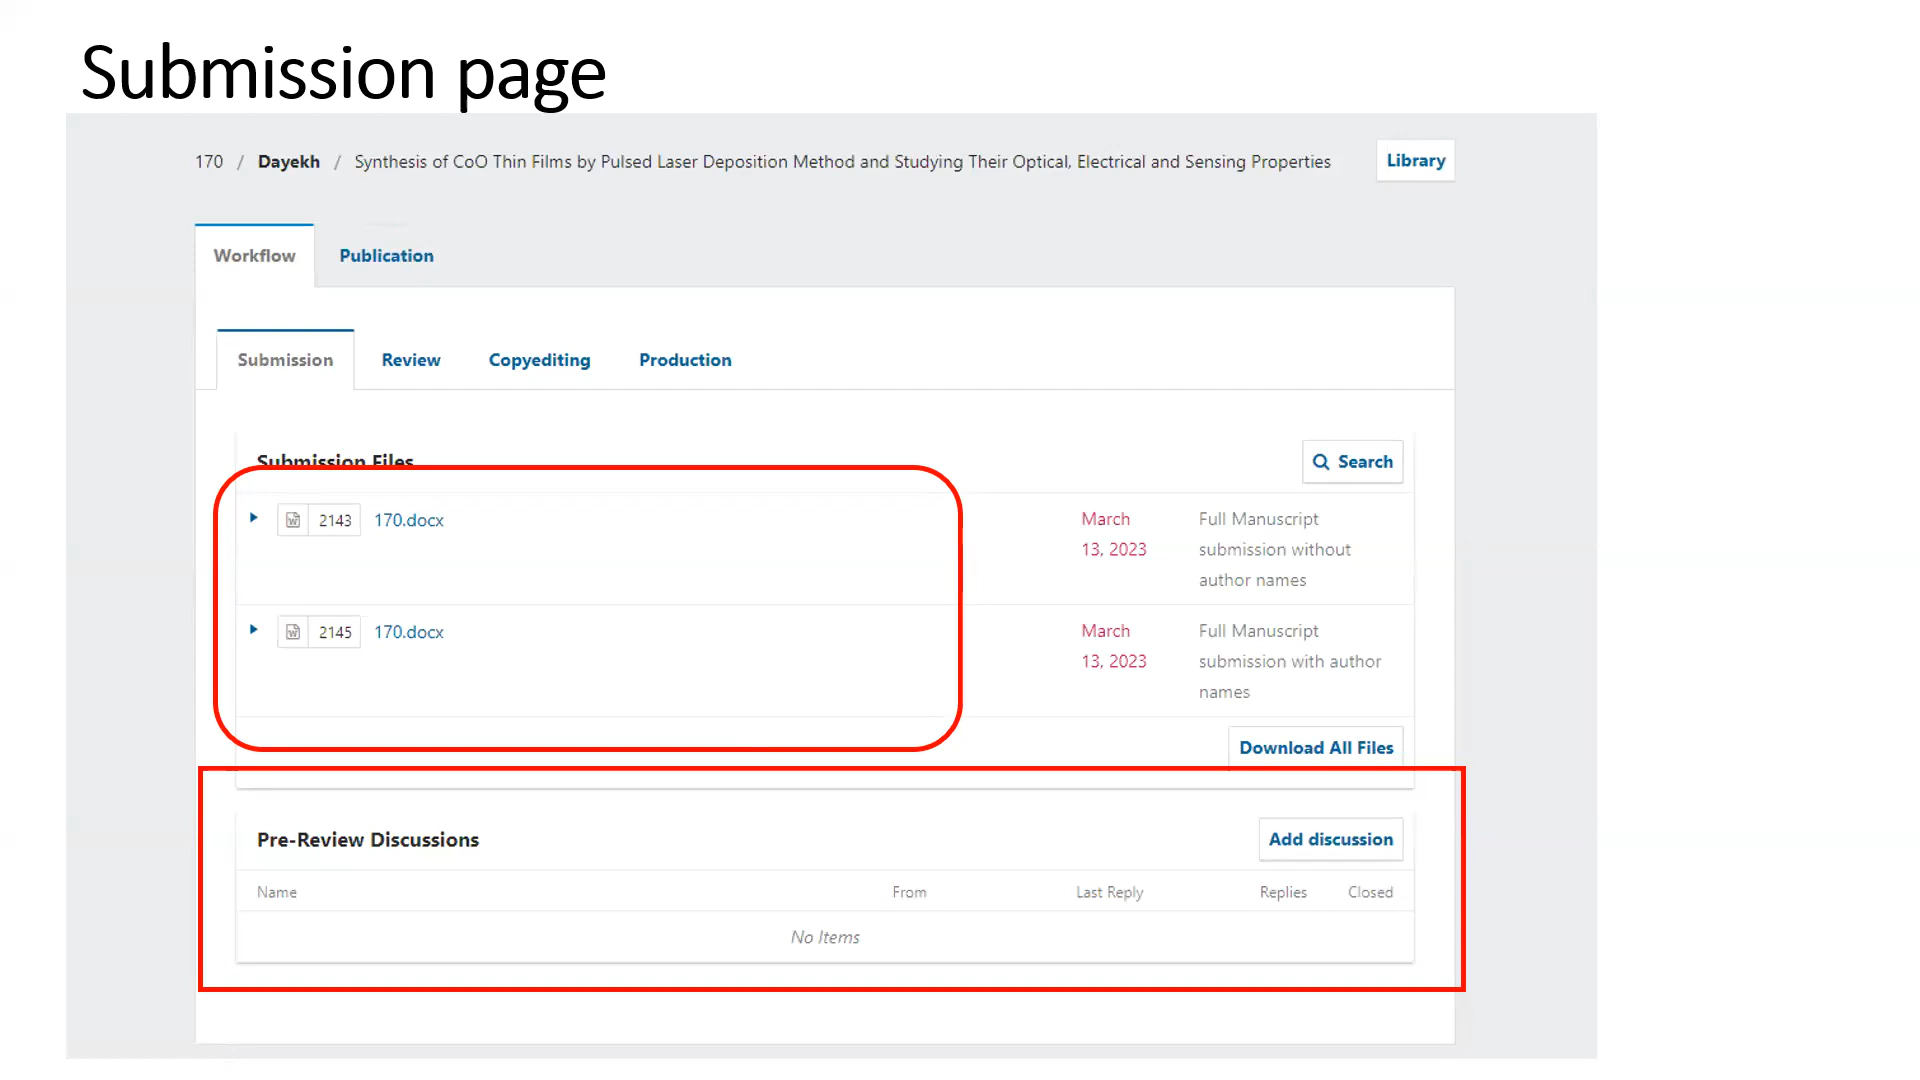 Submission page
170 / Dayekh / Synthesis of CoO Thin Films by Pulsed Laser Deposition Method and Studying Their Optical, Electrical and Sensing Properties
Library
Workflow
Publication
Submission
Review
Copyediting
Production
Submission Files
Search
2143
170.docx
March
13, 2023
Full Manuscript
submission without
author names
2145
170.docx
March
13, 2023
Full Manuscript
submission with author
names
Download All Files
Pre-Review Discussions
Add discussion
Name
From
Last Reply
Replies
Closed
No Items